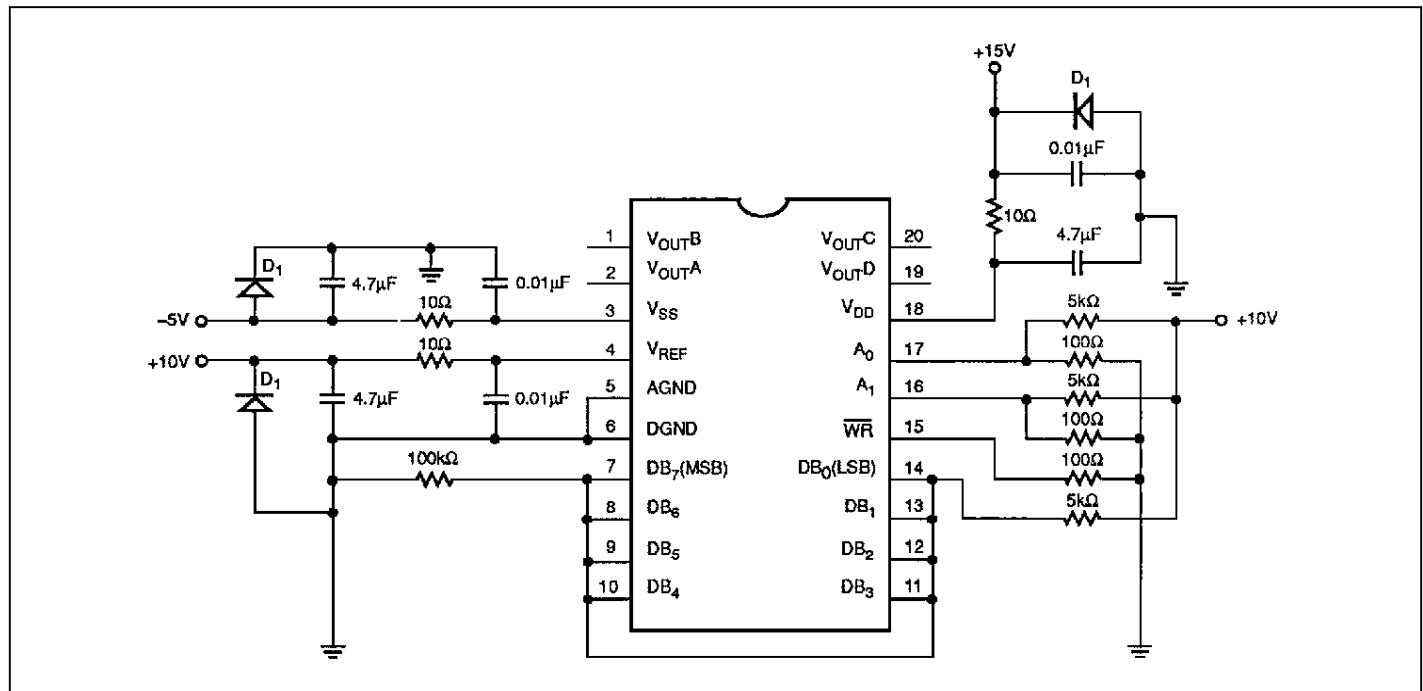 +15V
D1
0.01μF
10Ω
4.7μF
D1
4.7μF
0.01μF
10Ω
–5V
10Ω
+10V
D1
4.7μF
0.01μF
100kΩ
1 VOUTB
2 VOUTA
3 VSS
4 VREF
5 AGND
6 DGND
7 DB7(MSB)
8 DB6
9 DB5
10 DB4
VOUTC 20
VOUTD 19
VDD 18
A0 17
A1 16
WR 15
DB0(LSB) 14
DB1 13
DB2 12
DB3 11
5kΩ
+10V
100Ω
5kΩ
100Ω
100Ω
5kΩ